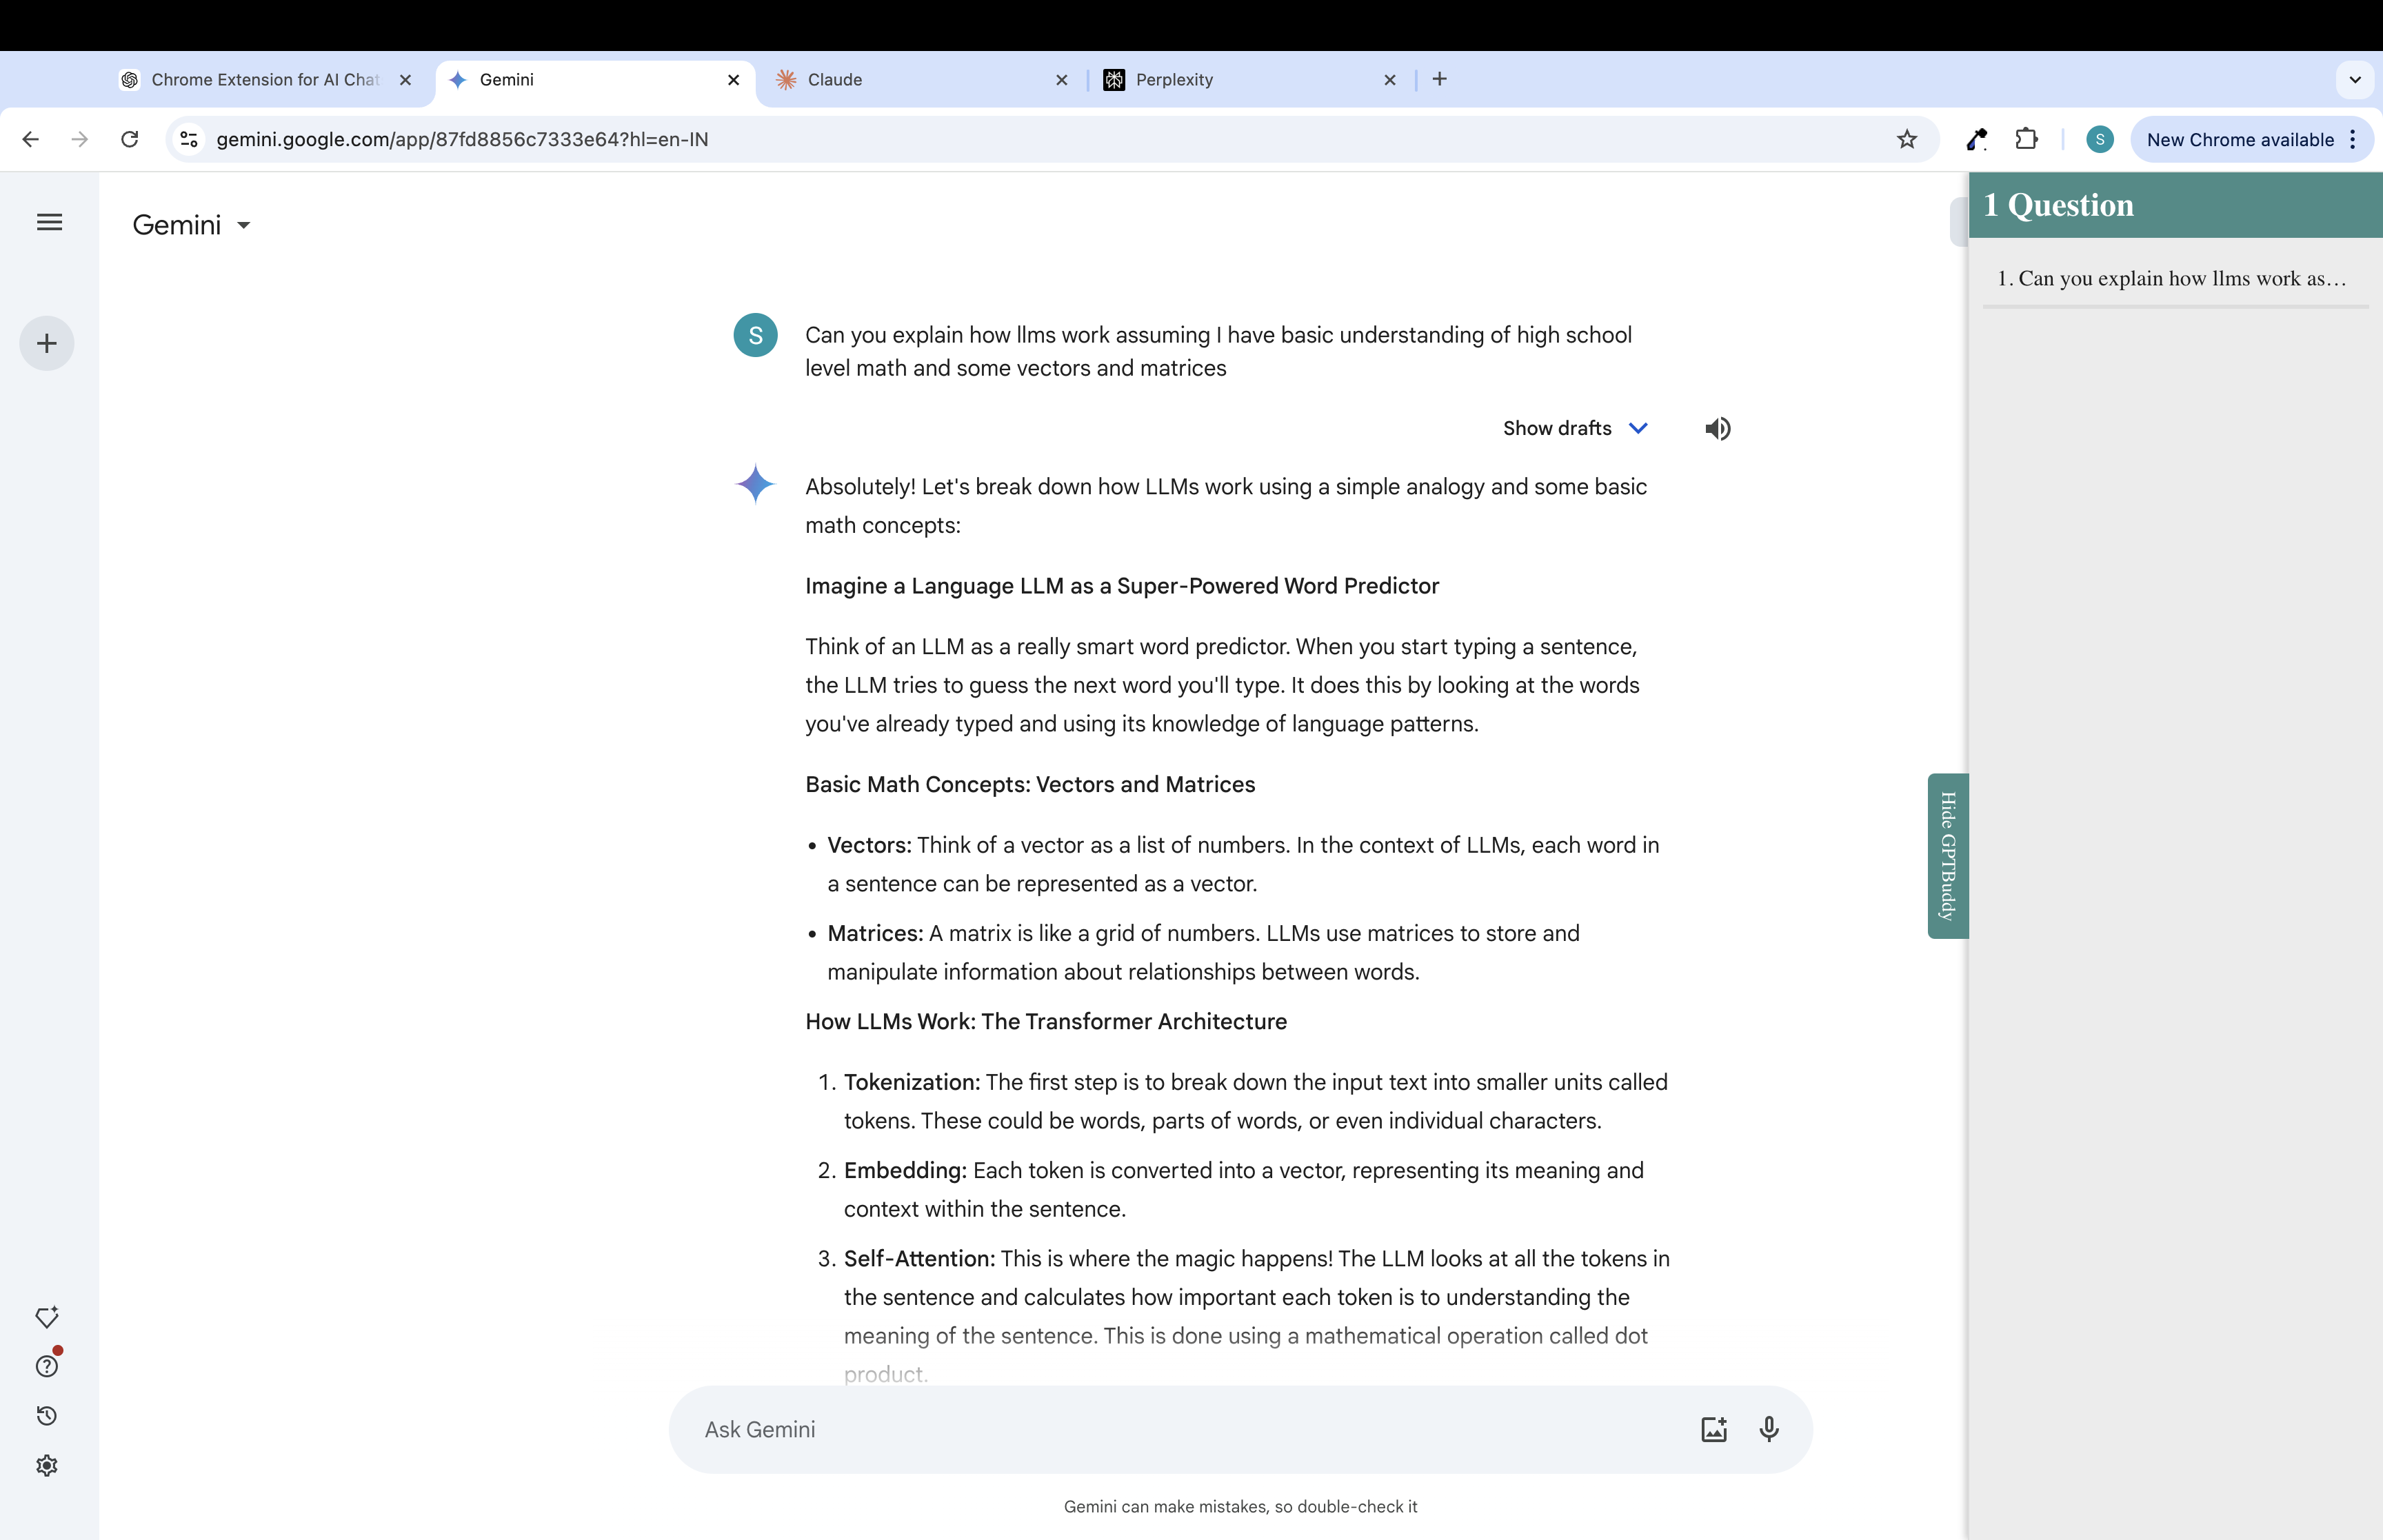 Chrome Extension for AI Chat
Gemini
Claude
Perplexity
gemini.google.com/app/87fd8856c7333e64?hl=en-IN
S
New Chrome available
Gemini
S
Can you explain how llms work assuming I have basic understanding of high school
level math and some vectors and matrices
Show drafts
Absolutely! Let's break down how LLMs work using a simple analogy and some basic
math concepts:
Imagine a Language LLM as a Super-Powered Word Predictor
Think of an LLM as a really smart word predictor. When you start typing a sentence,
the LLM tries to guess the next word you'll type. It does this by looking at the words
you've already typed and using its knowledge of language patterns.
Basic Math Concepts: Vectors and Matrices
• Vectors: Think of a vector as a list of numbers. In the context of LLMs, each word in
a sentence can be represented as a vector.
• Matrices: A matrix is like a grid of numbers. LLMs use matrices to store and
manipulate information about relationships between words.
How LLMs Work: The Transformer Architecture
1. Tokenization: The first step is to break down the input text into smaller units called
tokens. These could be words, parts of words, or even individual characters.
2. Embedding: Each token is converted into a vector, representing its meaning and
context within the sentence.
3. Self-Attention: This is where the magic happens! The LLM looks at all the tokens in
the sentence and calculates how important each token is to understanding the
meaning of the sentence. This is done using a mathematical operation called dot
product.
Ask Gemini
Gemini can make mistakes, so double-check it
Hide GPTBuddy
1 Question
1. Can you explain how llms work as…